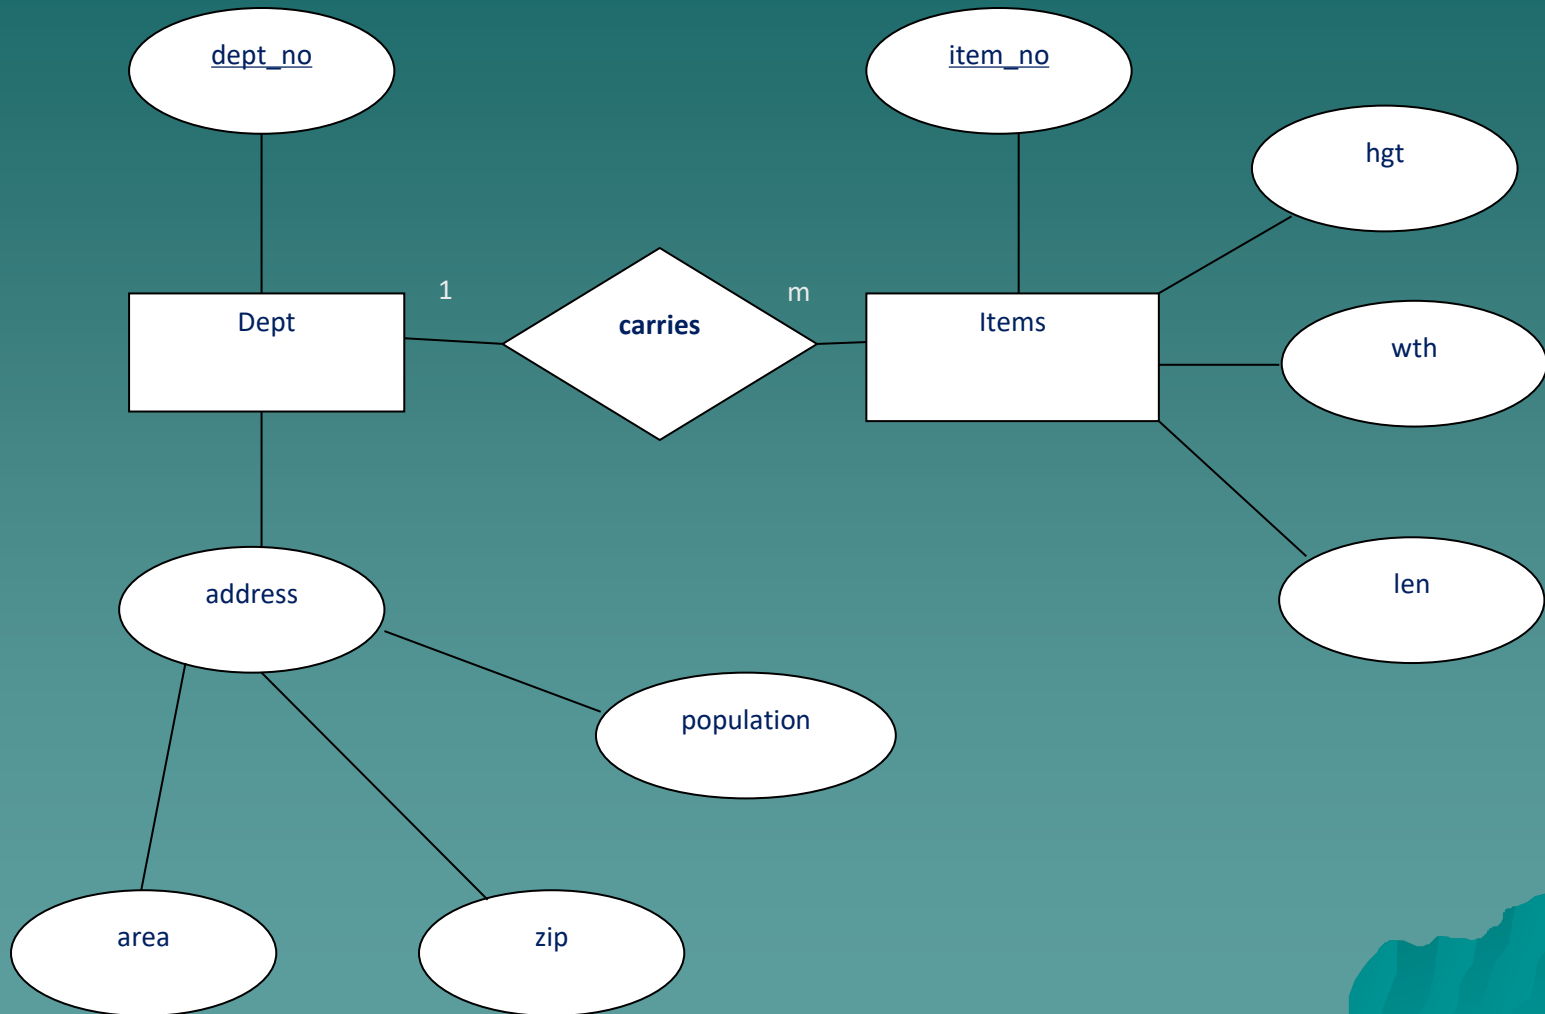 dept_no
item_no
hgt
1
m
Dept
carries
Items
wth
address
len
population
area
zip